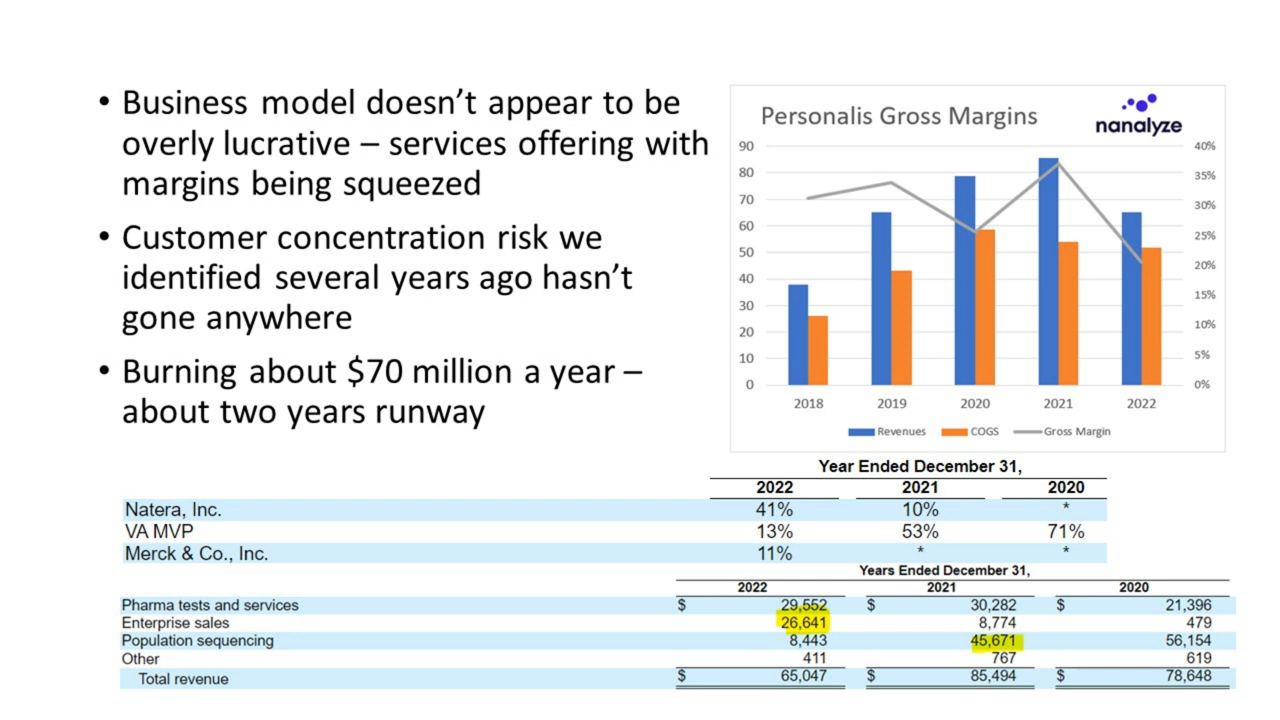 • Business model doesn’t appear to be
overly lucrative – services offering with
margins being squeezed
• Customer concentration risk we
identified several years ago hasn’t
gone anywhere
• Burning about $70 million a year –
about two years runway
Personalis Gross Margins
nanalyze
90 40%
80 35%
70 30%
60 25%
50 20%
40 15%
30 10%
20 5%
10 0%
0
2018 2019 2020 2021 2022
Revenues COGS Gross Margin
Year Ended December 31,
2022 2021 2020
Natera, Inc. 41% 10% *
VA MVP 13% 53% 71%
Merck & Co., Inc. 11% * *
Years Ended December 31,
2022 2021 2020
Pharma tests and services $ 29,552 $ 30,282 $ 21,396
Enterprise sales 26,641 8,774 479
Population sequencing 8,443 45,671 56,154
Other 411 767 619
Total revenue $ 65,047 $ 85,494 $ 78,648